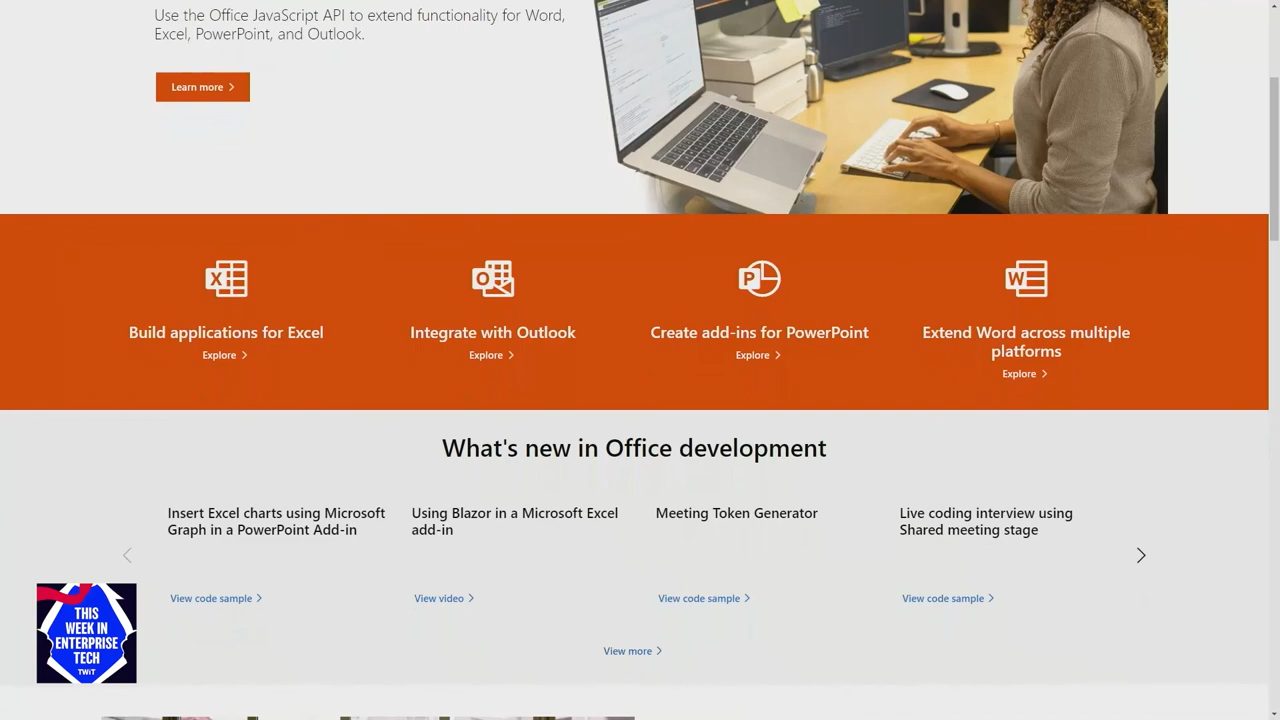 Use the Office JavaScript API to extend functionality for Word,
Excel, PowerPoint, and Outlook.
Learn more
X
O
P
W
Build applications for Excel
Explore
Integrate with Outlook
Explore
Create add-ins for PowerPoint
Explore
Extend Word across multiple
platforms
Explore
What's new in Office development
Insert Excel charts using Microsoft
Graph in a PowerPoint Add-in
View code sample
Using Blazor in a Microsoft Excel
add-in
View video
Meeting Token Generator
View code sample
Live coding interview using
Shared meeting stage
View code sample
View more
THIS
WEEK IN
ENTERPRISE
TECH
TWiT